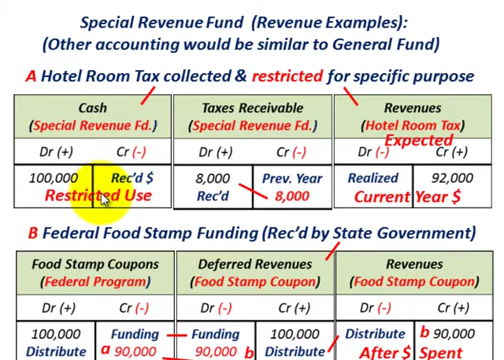 Special Revenue Fund (Revenue Examples):
(Other accounting would be similar to General Fund)
A Hotel Room Tax collected & restricted for specific purpose
Cash Taxes Receivable Revenues
(Special Revenue Fd.) (Special Revenue Fd.) (Hotel Room Tax)
Expected
Dr (+) Cr (-) Dr (+) Cr (-) Dr (-) Cr (+)
100,000 Rec'd $ 8,000 Prev. Year Realized 92,000
Restricted Use Rec'd 8,000 Current Year $
B Federal Food Stamp Funding (Rec'd by State Government)
Food Stamp Coupons Deferred Revenues Revenues
(Federal Program) (Food Stamp Coupon) (Food Stamp Coupon)
Dr (+) Cr (-) Dr (-) Cr (+) Dr (-) Cr (+)
100,000 Funding Funding 100,000 Distribute b 90,000
Distribute a 90,000 90,000 b Distribute After $ Spent